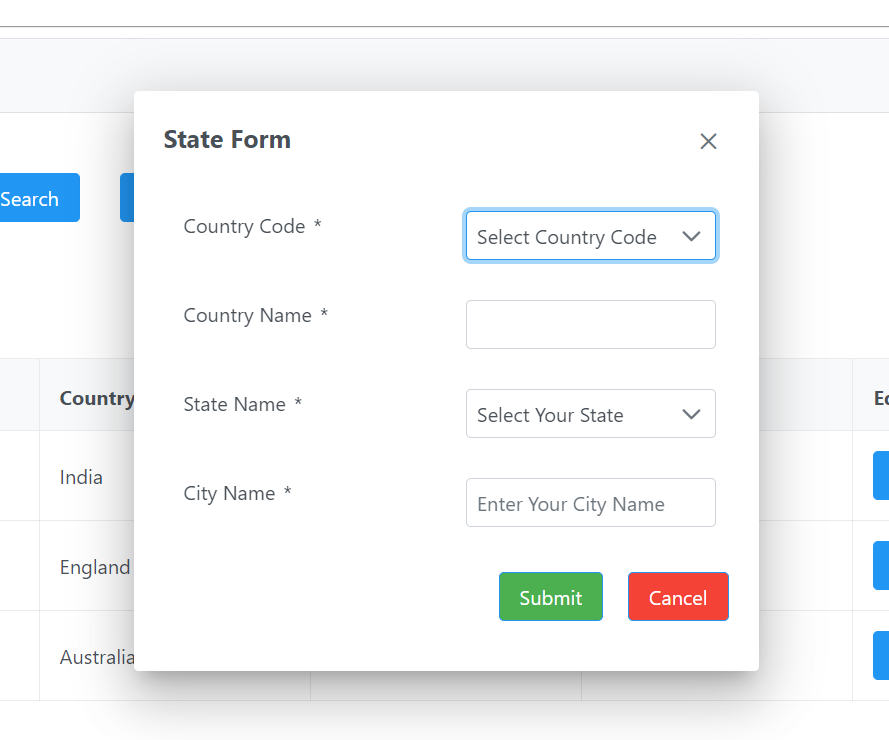 State Form
Search
Country Code *
Select Country Code
Country Name *
Country
State Name *
Select Your State
India
City Name *
Enter Your City Name
England
Submit
Cancel
Australia